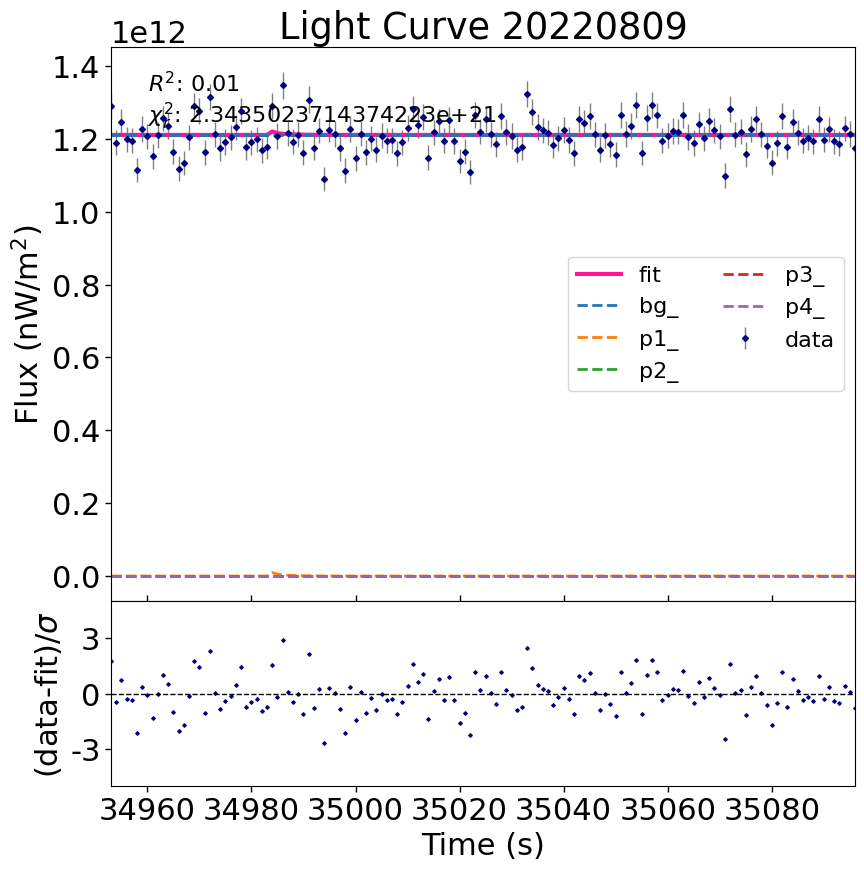 Light Curve 20220809
1e12
R²: 0.01
χ²: 2.3435023714374223e+21
1.4
1.2
1.0
0.8
0.6
0.4
0.2
0.0
Flux (nW/m²)
fit
bg_
p1_
p2_
p3_
p4_
data
3
0
-3
(data-fit)/σ
34960 34980 35000 35020 35040 35060 35080
Time (s)